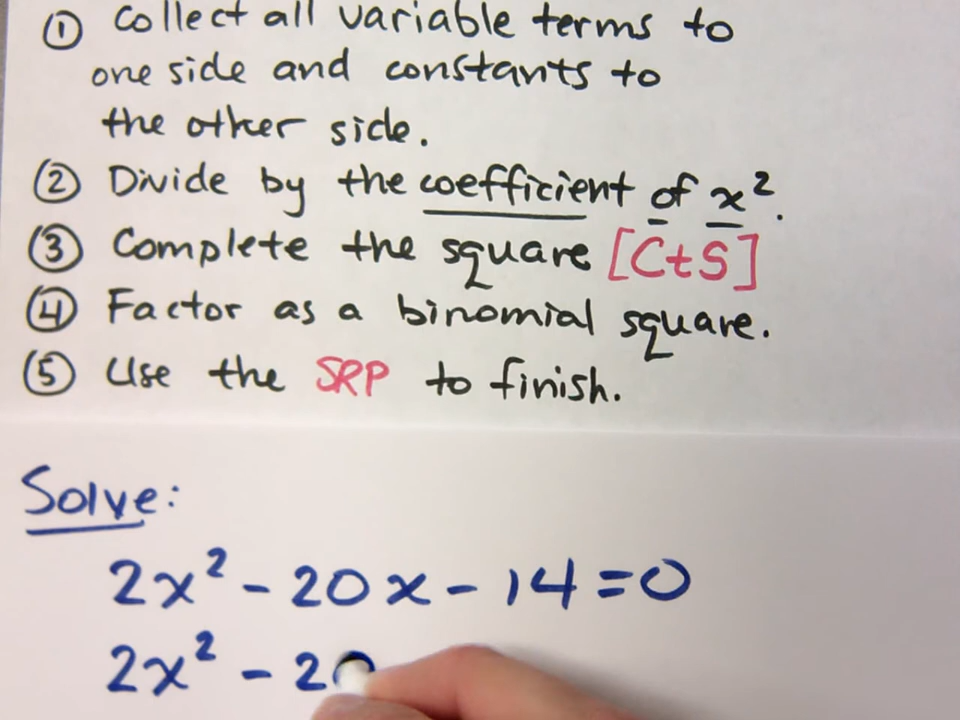 ① Collect all variable terms to
one side and constants to
the other side.
② Divide by the coefficient of x².
③ Complete the square [CtS]
④ Factor as a binomial square.
⑤ Use the SRP to finish.
Solve:
2x² - 20x - 14 = 0
2x² - 20